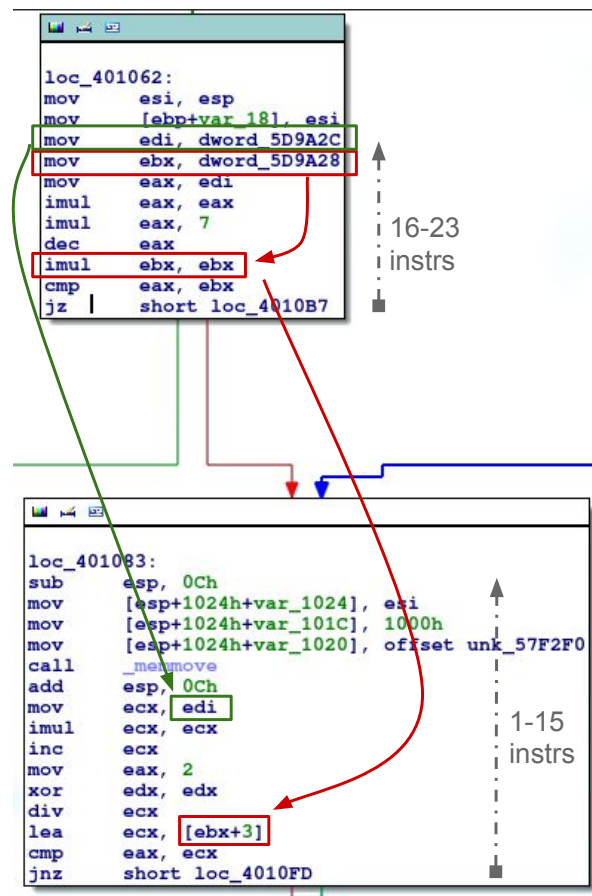 loc_401062:
mov esi, esp
mov [ebp+var_18], esi
mov edi, dword_5D9A2C
mov ebx, dword_5D9A28
mov eax, edi
imul eax, eax
imul eax, 7
dec eax
imul ebx, ebx
cmp eax, ebx
jz short loc_4010B7
16-23
instrs
loc_401083:
sub esp, 0Ch
mov [esp+1024h+var_1024], esi
mov [esp+1024h+var_101C], 1000h
mov [esp+1024h+var_1020], offset unk_57F2F0
call _memmove
add esp, 0Ch
mov ecx, edi
imul ecx, ecx
inc ecx
mov eax, 2
xor edx, edx
div ecx
lea ecx, [ebx+3]
cmp eax, ecx
jnz short loc_4010FD
1-15
instrs